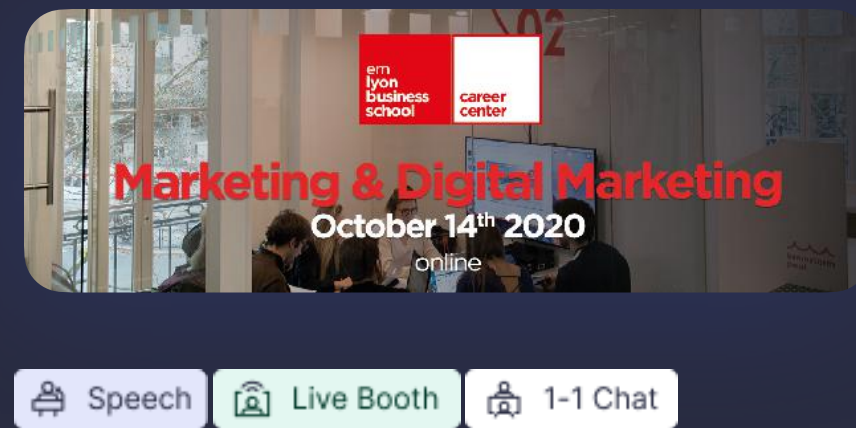 02
em
lyon
business
school
career
center
Marketing & Digital Marketing
October 14th 2020
online
Speech
Live Booth
1-1 Chat